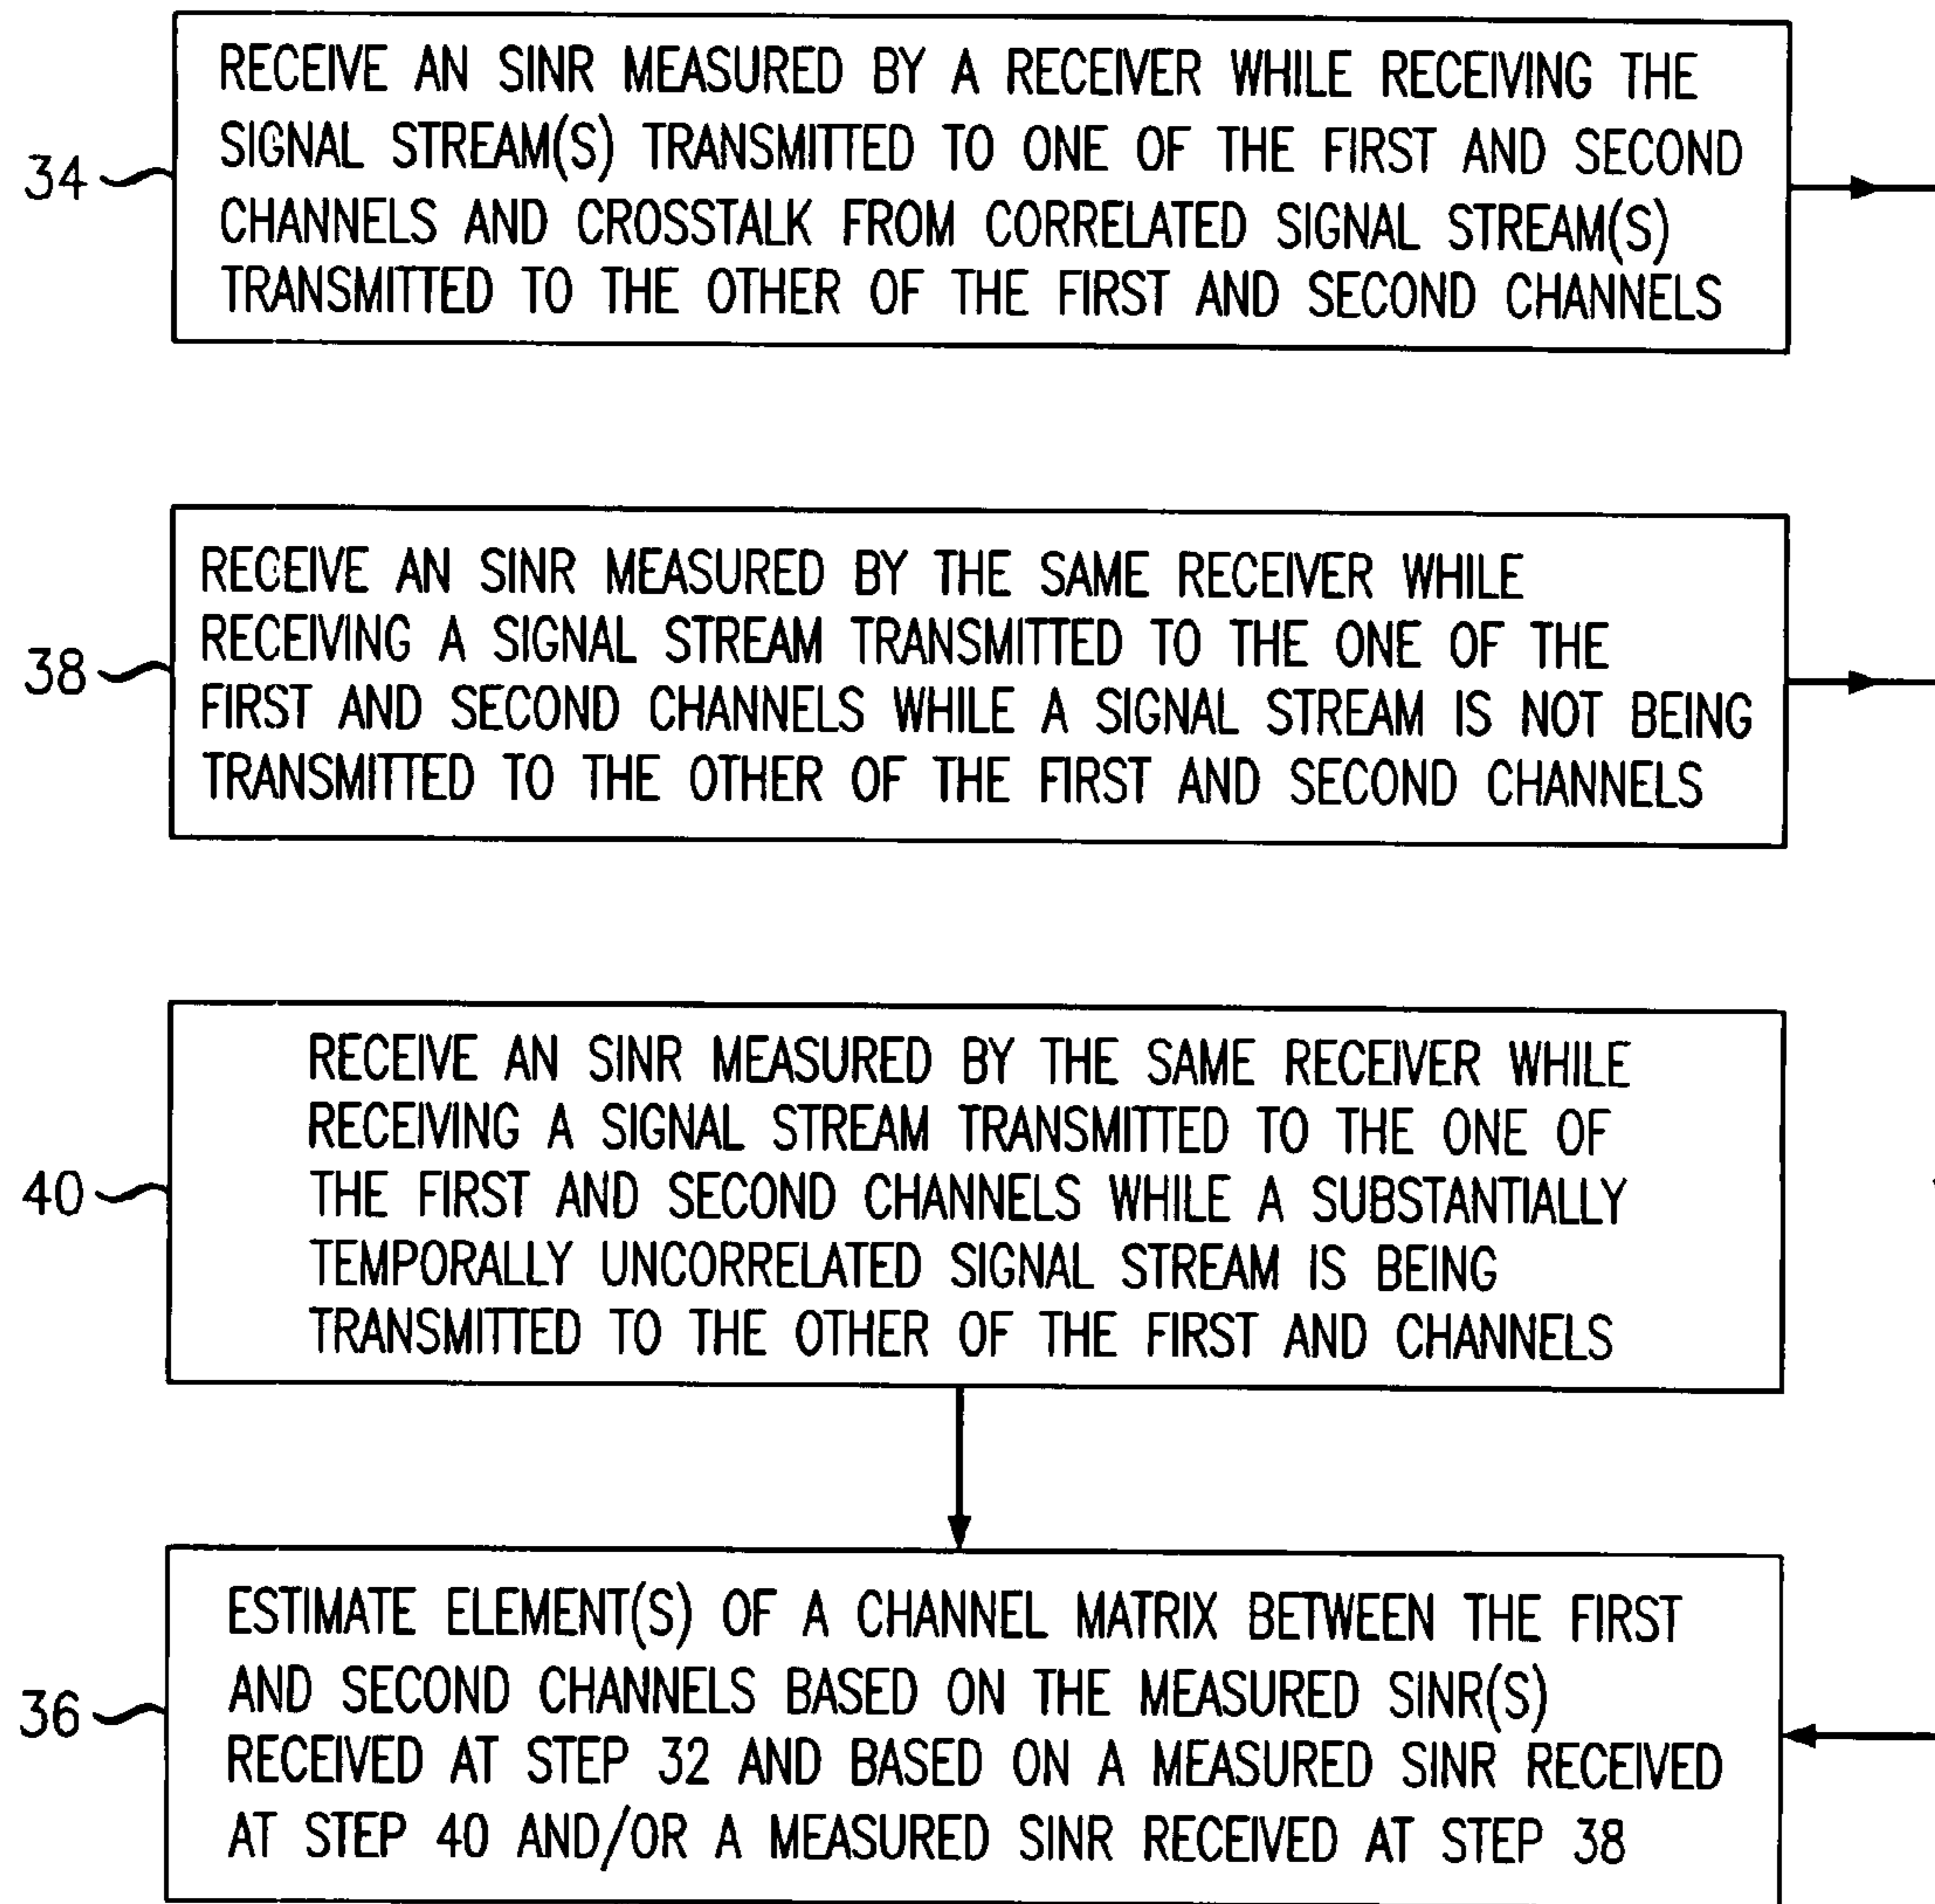 RECEIVE AN SINR MEASURED BY A RECEIVER WHILE RECEIVING THE
SIGNAL STREAM(S) TRANSMITTED TO ONE OF THE FIRST AND SECOND
34
CHANNELS AND CROSSTALK FROM CORRELATED SIGNAL STREAM(S)
TRANSMITTED TO THE OTHER OF THE FIRST AND SECOND CHANNELS
RECEIVE AN SINR MEASURED BY THE SAME RECEIVER WHILE
RECEIVING A SIGNAL STREAM TRANSMITTED TO THE ONE OF THE
38
FIRST AND SECOND CHANNELS WHILE A SIGNAL STREAM IS NOT BEING
TRANSMITTED TO THE OTHER OF THE FIRST AND SECOND CHANNELS
RECEIVE AN SINR MEASURED BY THE SAME RECEIVER WHILE
RECEIVING A SIGNAL STREAM TRANSMITTED TO THE ONE OF
40
THE FIRST AND SECOND CHANNELS WHILE A SUBSTANTIALLY
TEMPORALLY UNCORRELATED SIGNAL STREAM IS BEING
TRANSMITTED TO THE OTHER OF THE FIRST AND CHANNELS
ESTIMATE ELEMENT(S) OF A CHANNEL MATRIX BETWEEN THE FIRST
AND SECOND CHANNELS BASED ON THE MEASURED SINR(S)
36
RECEIVED AT STEP 32 AND BASED ON A MEASURED SINR RECEIVED
AT STEP 40 AND/OR A MEASURED SINR RECEIVED AT STEP 38